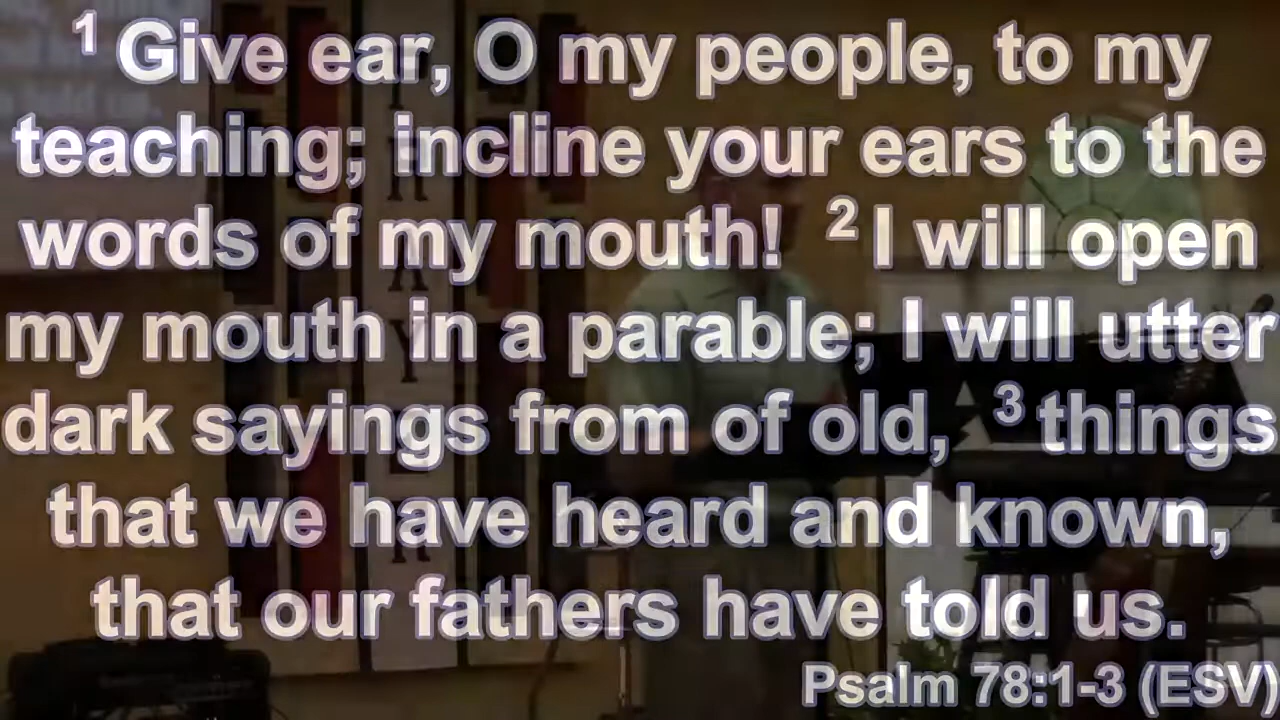 1 Give ear, O my people, to my
teaching; incline your ears to the
words of my mouth! 2 I will open
my mouth in a parable; I will utter
dark sayings from of old, 3 things
that we have heard and known,
that our fathers have told us.
Psalm 78:1-3 (ESV)